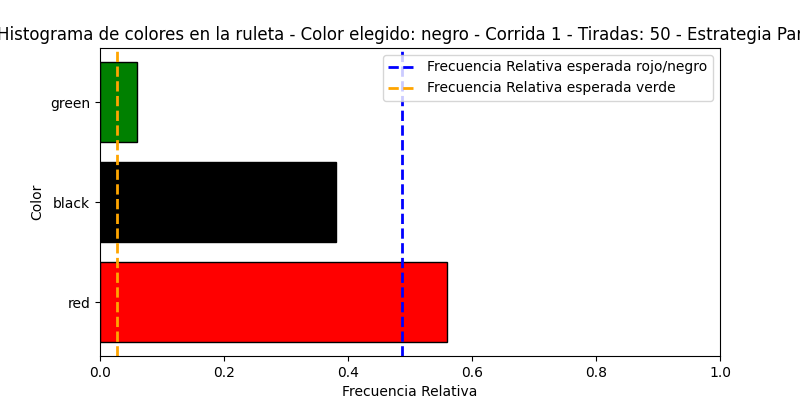 Histograma de colores en la ruleta - Color elegido: negro - Corrida 1 - Tiradas: 50 - Estrategia Par
Frecuencia Relativa esperada rojo/negro
Frecuencia Relativa esperada verde
green
black
red
Color
0.0 0.2 0.4 0.6 0.8 1.0
Frecuencia Relativa